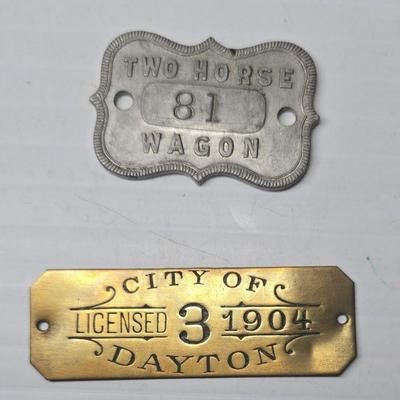 TWO HORSE
81
WAGON
CITY OF
LICENSED 3 1904
DAYTON